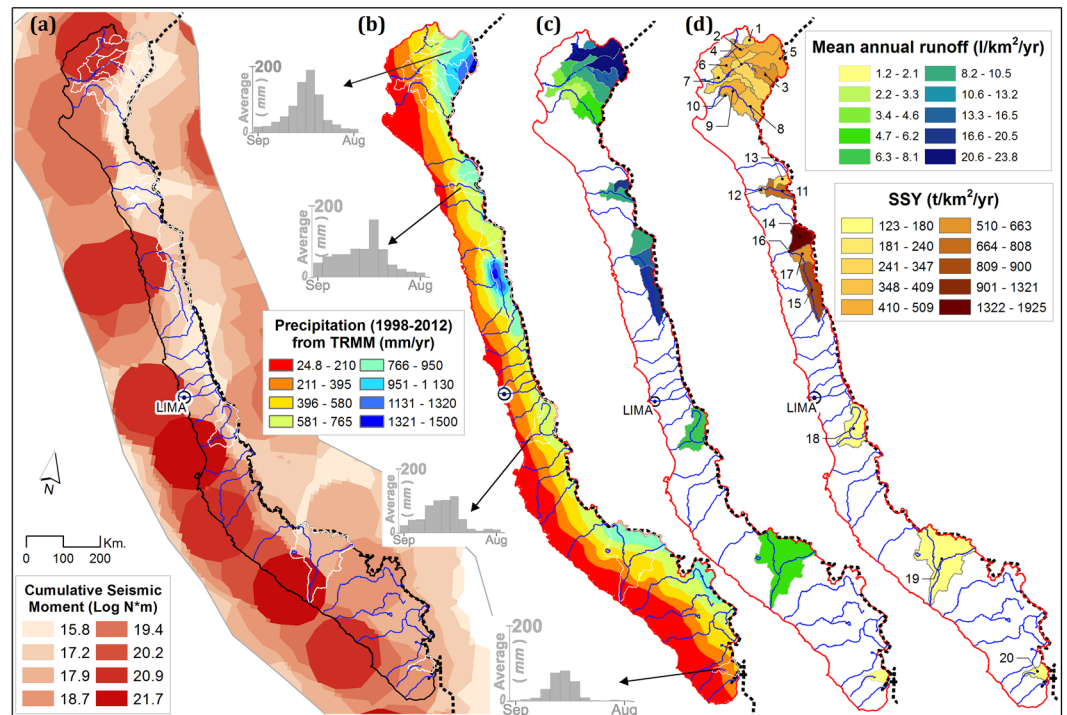 (a)
(b)
(c)
(d)
200
Average
(mm)
0
Sep
Aug
200
Average
(mm)
0
Sep
Aug
Precipitation (1998-2012)
from TRMM (mm/yr)
24.8 - 210
766 - 950
211 - 395
951 - 1 130
396 - 580
1131 - 1320
581 - 765
1321 - 1500
200
Average
(mm)
0
Sep
Aug
200
Average
(mm)
0
Sep
Aug
LIMA
LIMA
LIMA
N
0
100
200
Km.
Cumulative Seismic
Moment (Log N*m)
15.8
19.4
17.2
20.2
17.9
20.9
18.7
21.7
1
2
4
5
6
3
7
10
9
8
13
12
11
14
16
17
15
18
19
20
Mean annual runoff (l/km²/yr)
1.2 - 2.1
8.2 - 10.5
2.2 - 3.3
10.6 - 13.2
3.4 - 4.6
13.3 - 16.5
4.7 - 6.2
16.6 - 20.5
6.3 - 8.1
20.6 - 23.8
SSY (t/km²/yr)
123 - 180
510 - 663
181 - 240
664 - 808
241 - 347
809 - 900
348 - 409
901 - 1321
410 - 509
1322 - 1925